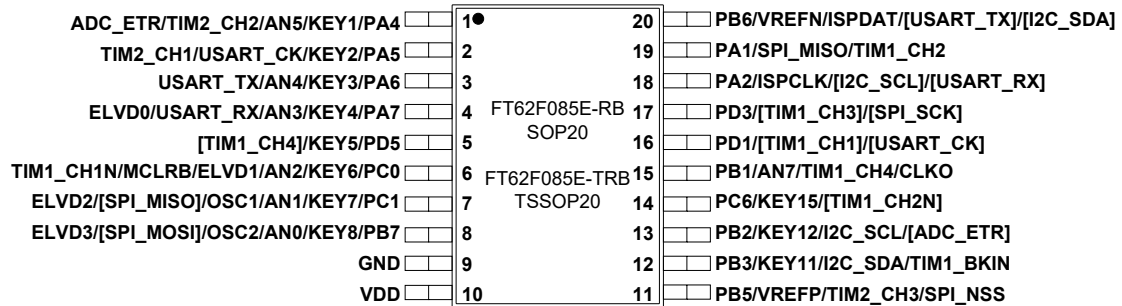 ADC_ETR/TIM2_CH2/AN5/KEY1/PA4 1 20 PB6/VREFN/ISPDAT/[USART_TX]/[I2C_SDA]
TIM2_CH1/USART_CK/KEY2/PA5 2 19 PA1/SPI_MISO/TIM1_CH2
USART_TX/AN4/KEY3/PA6 3 18 PA2/ISPCLK/[I2C_SCL]/[USART_RX]
ELVD0/USART_RX/AN3/KEY4/PA7 4 FT62F085E-RB 17 PD3/[TIM1_CH3]/[SPI_SCK]
SOP20
[TIM1_CH4]/KEY5/PD5 5 16 PD1/[TIM1_CH1]/[USART_CK]
TIM1_CH1N/MCLRB/ELVD1/AN2/KEY6/PC0 6 FT62F085E-TRB 15 PB1/AN7/TIM1_CH4/CLKO
ELVD2/[SPI_MISO]/OSC1/AN1/KEY7/PC1 7 TSSOP20 14 PC6/KEY15/[TIM1_CH2N]
ELVD3/[SPI_MOSI]/OSC2/AN0/KEY8/PB7 8 13 PB2/KEY12/I2C_SCL/[ADC_ETR]
GND 9 12 PB3/KEY11/I2C_SDA/TIM1_BKIN
VDD 10 11 PB5/VREFP/TIM2_CH3/SPI_NSS